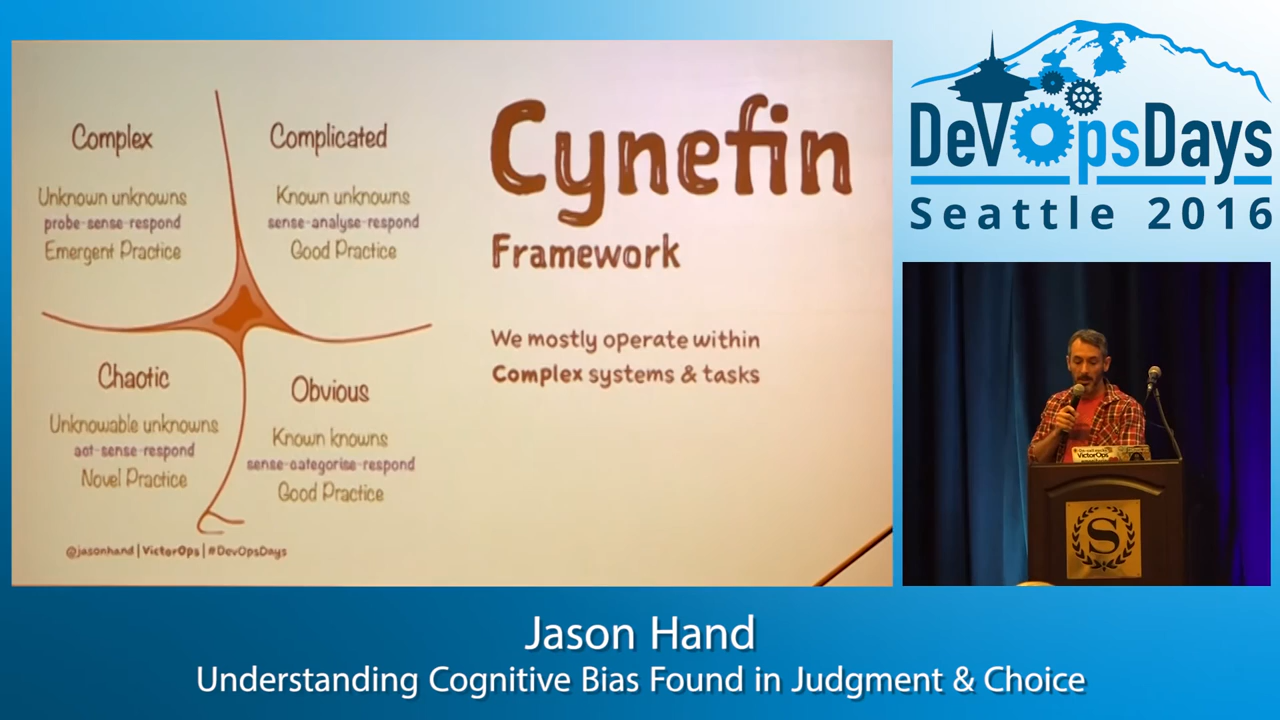 Complex
Unknown unknowns
probe-sense-respond
Emergent Practice
Complicated
Known unknowns
sense-analyse-respond
Good Practice
Chaotic
Unknowable unknowns
act-sense-respond
Novel Practice
Obvious
Known knowns
sense-categorise-respond
Good Practice
@jasonhand | VictorOps | #DevOpsDays
Cynefin
Framework
We mostly operate within
Complex systems & tasks
DevOpsDays
Seattle 2016
VictorOps
S
Jason Hand
Understanding Cognitive Bias Found in Judgment & Choice